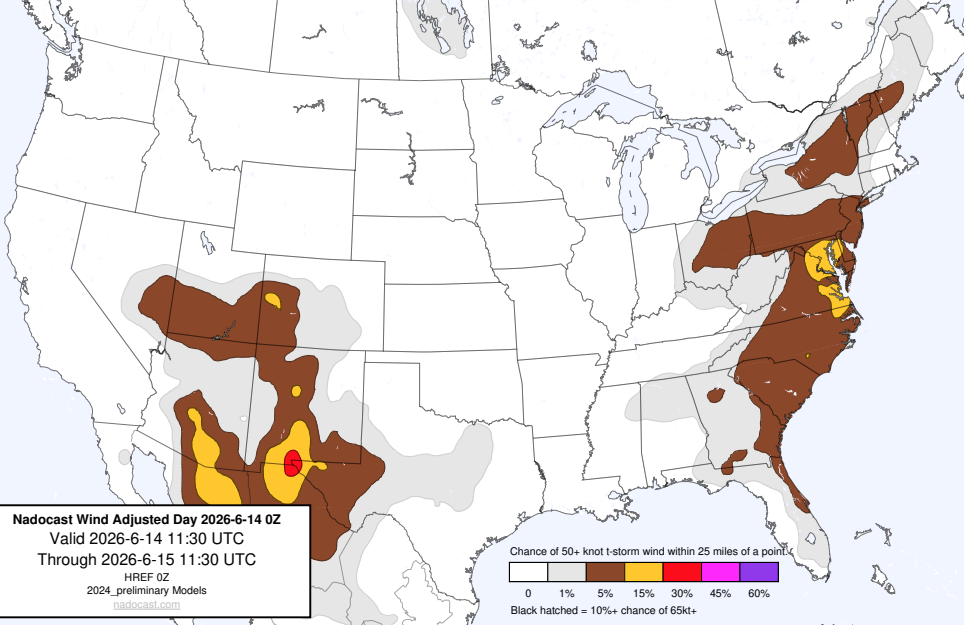 Nadocast Wind Adjusted Day 2026-6-14 0Z
Valid 2026-6-14 11:30 UTC
Through 2026-6-15 11:30 UTC
HREF 0Z
2024_preliminary Models
nadocast.com
Chance of 50+ knot t-storm wind within 25 miles of a point.
0 1% 5% 15% 30% 45% 60%
Black hatched = 10%+ chance of 65kt+